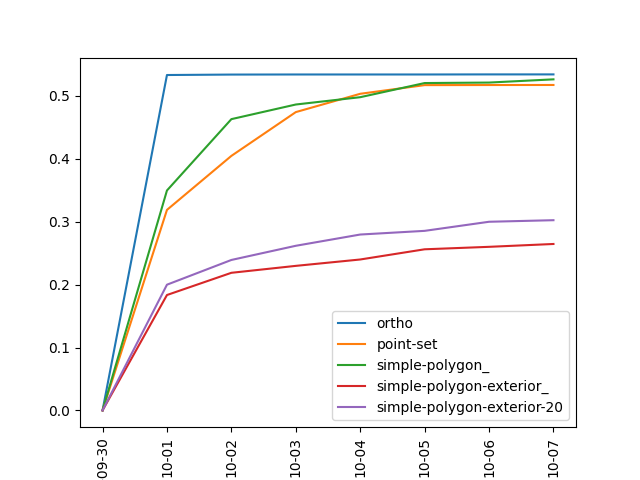 0.5
0.4
0.3
0.2
0.1
0.0
ortho
point-set
simple-polygon_
simple-polygon-exterior_
simple-polygon-exterior-20
09-30
10-01
10-02
10-03
10-04
10-05
10-06
10-07